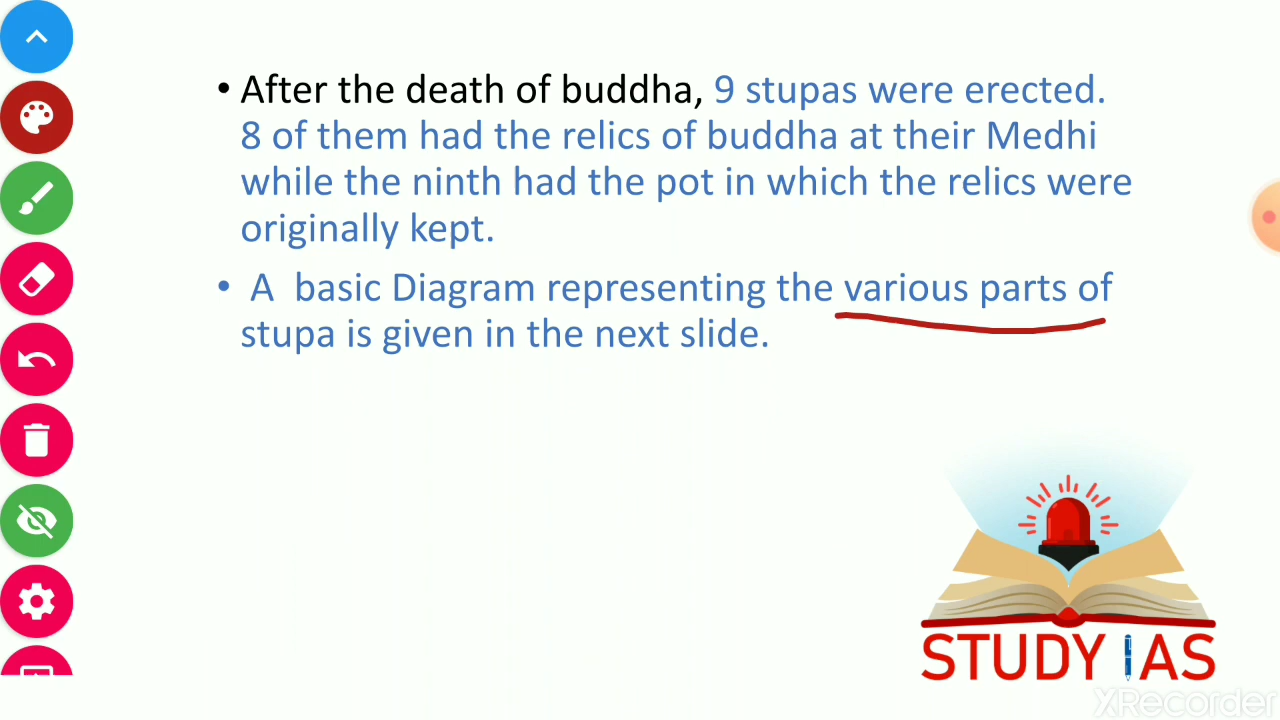 • After the death of buddha, 9 stupas were erected.
8 of them had the relics of buddha at their Medhi
while the ninth had the pot in which the relics were
originally kept.
• A basic Diagram representing the various parts of
stupa is given in the next slide.
STUDY IAS
XRecorder